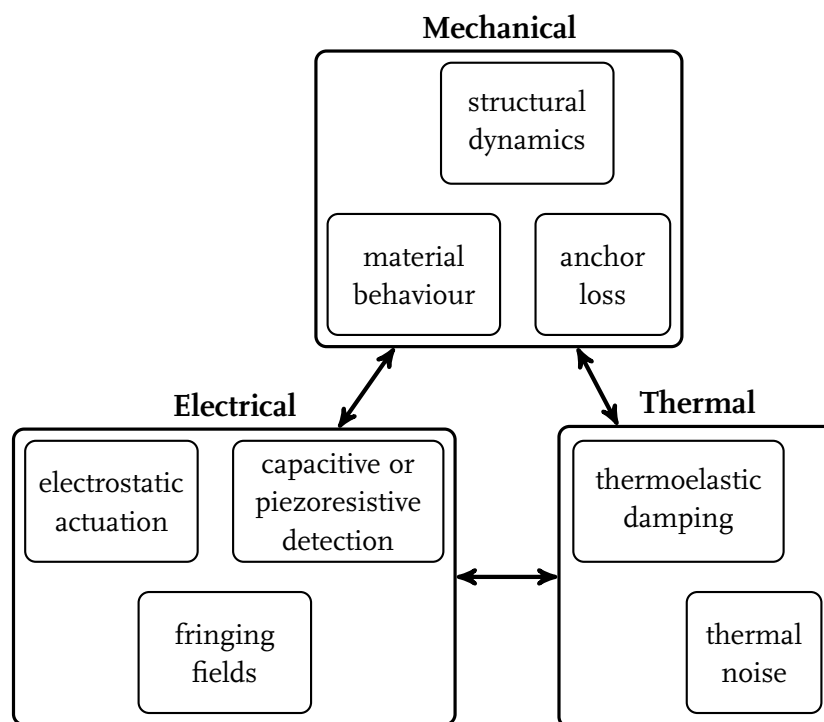 Mechanical
structural
dynamics
material
behaviour
anchor
loss
Electrical
electrostatic
actuation
capacitive or
piezoresistive
detection
fringing
fields
Thermal
thermoelastic
damping
thermal
noise